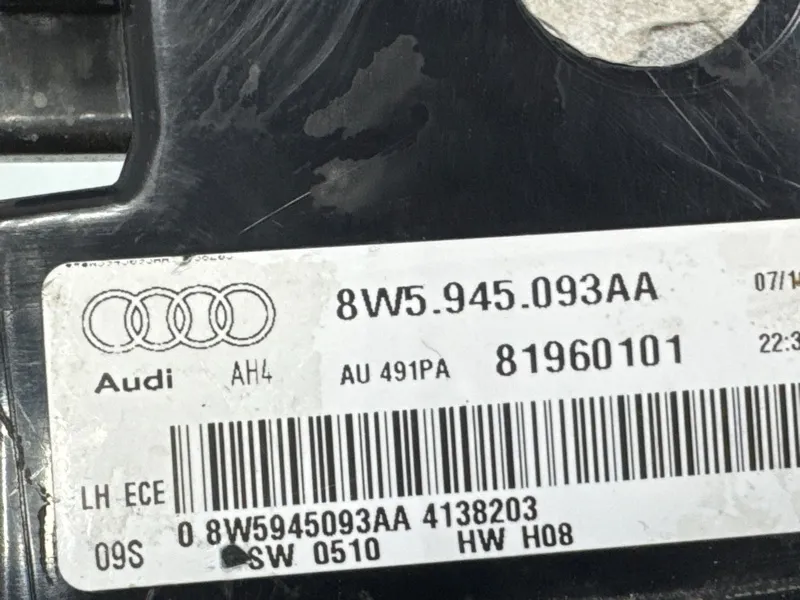 8W5.945.093AA
Audi AH4 AU 491PA 81960101
LH ECE
0 8W5945093AA 4138203
09S SW 0510 HW H08